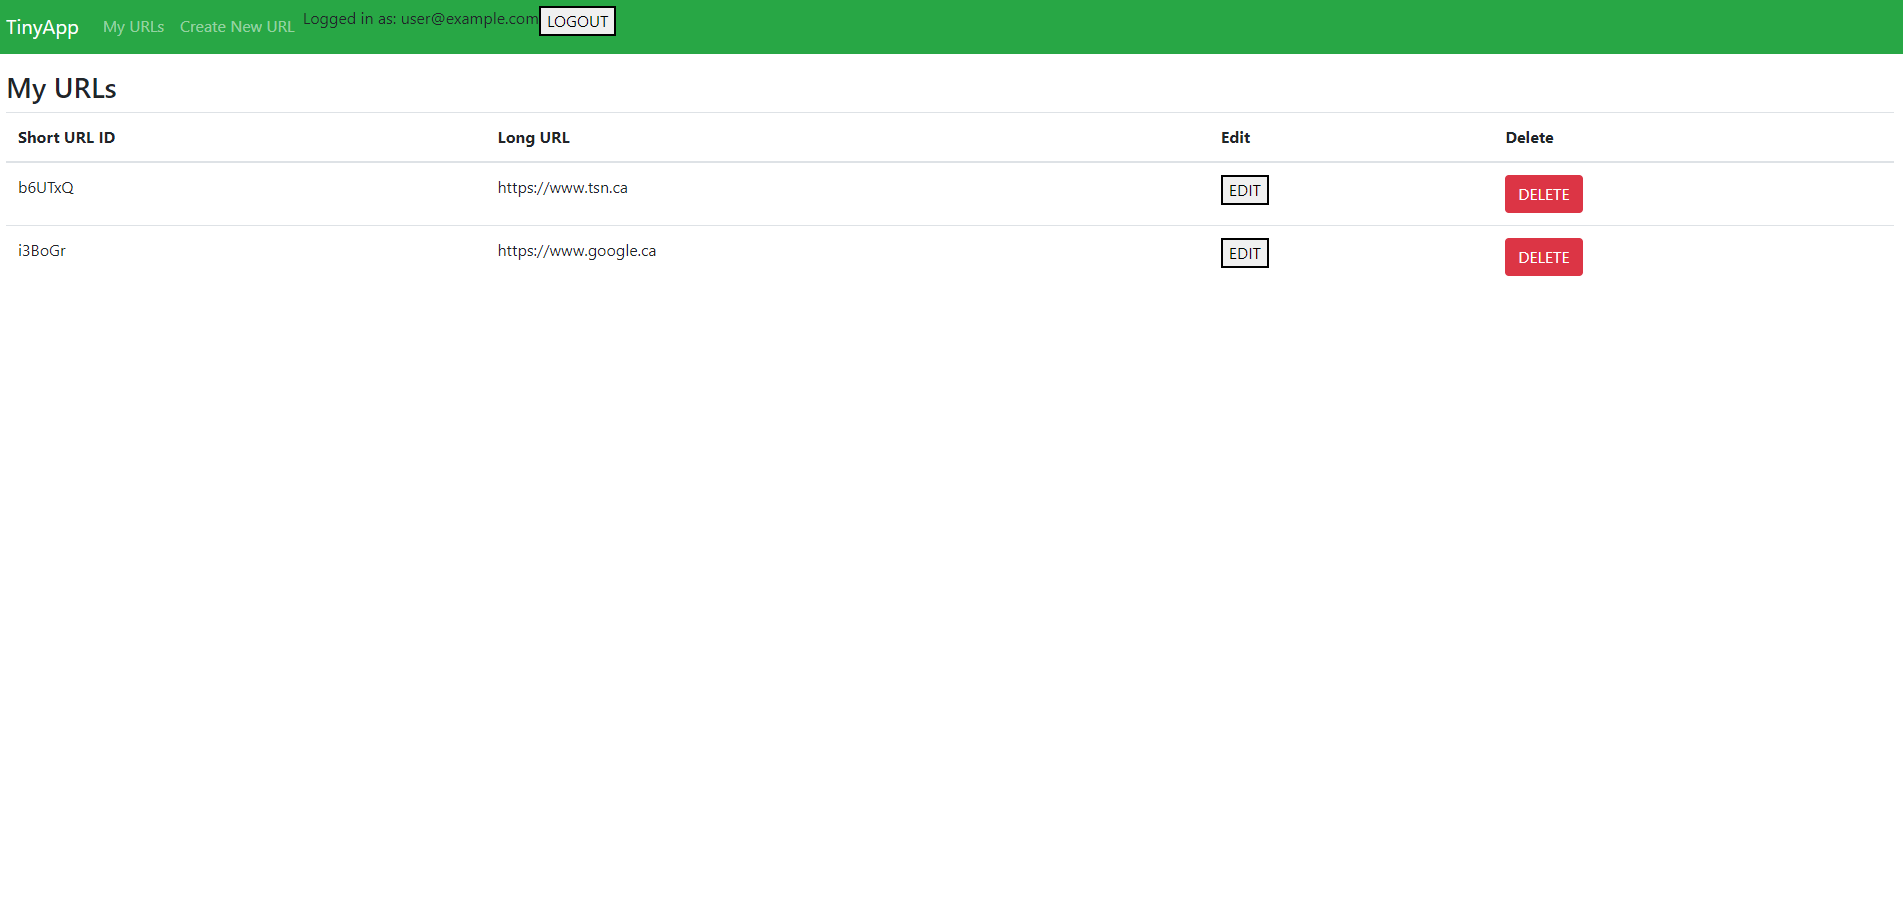 TinyApp My URLs Create New URL Logged in as: user@example.com LOGOUT
My URLs
Short URL ID Long URL Edit Delete
b6UTxQ https://www.tsn.ca EDIT DELETE
i3BoGr https://www.google.ca EDIT DELETE